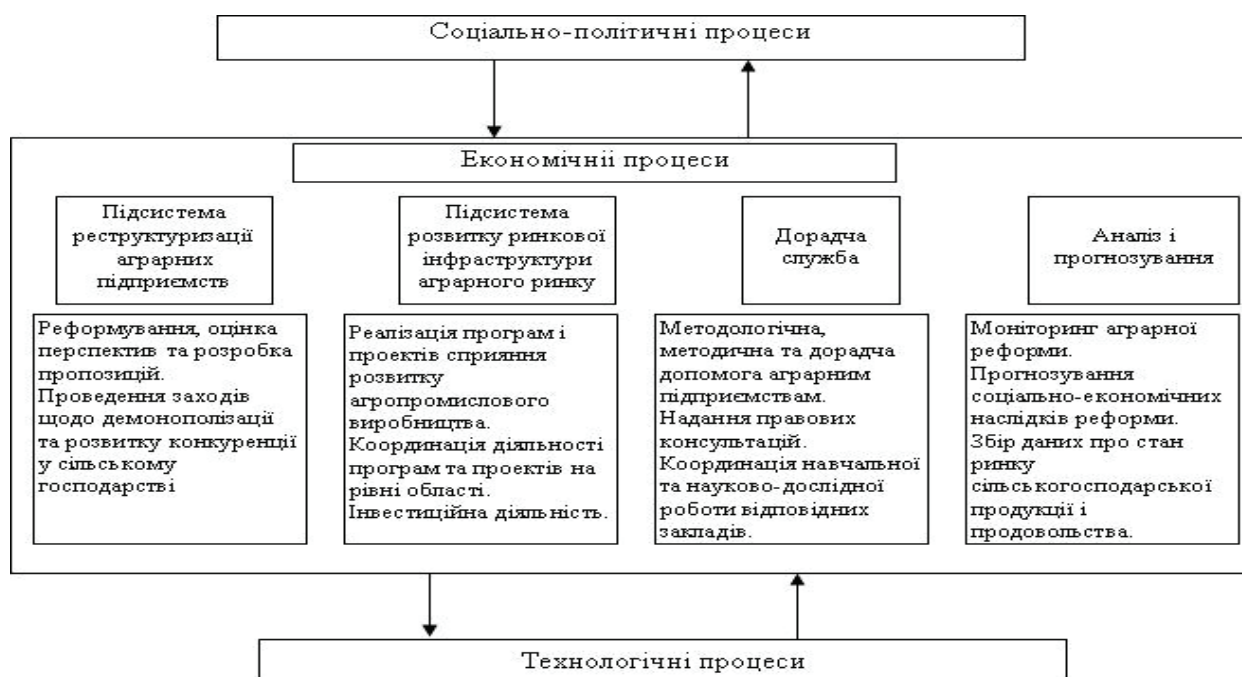 Соціально-політичні процеси
Економічніі процеси
Підсистема
реструктуризації
аграрних
підприємств
Підсистема
розвитку ринкової
інфраструктури
аграрного ринку
Дорадча
служба
Аналіз і
прогнозування
Реформування, оцінка
перспектив та розробка
пропозицій.
Проведення заходів
щодо демонополізації
та розвитку конкуренції
у сільському
господарстві
Реалізація програм і
проектів сприяння
розвитку
агропромислового
виробництва.
Координація діяльності
програм та проектів на
рівні області.
Інвестиційна діяльність.
Методологічна,
методична та дорадча
допомога аграрним
підприємствам.
Надання правових
консультацій.
Координація навчальної
та науково-дослідної
роботи відповідних
закладів.
Моніторинг аграрної
реформи.
Прогнозування
соціально-економічних
наслідків реформи.
Збір даних про стан
ринку
сільськогосподарської
продукції і
продовольства.
Технологічні процеси